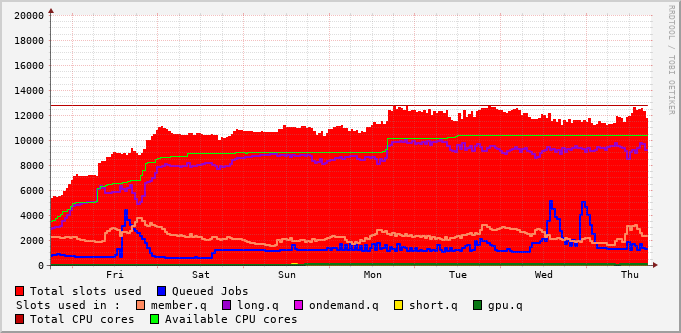 20000
18000
16000
14000
12000
10000
8000
6000
4000
2000
0
Fri Sat Sun Mon Tue Wed Thu
RRDTOOL / TOBI OETIKER
Total slots used Queued Jobs
Slots used in : member.q long.q ondemand.q short.q gpu.q
Total CPU cores Available CPU cores